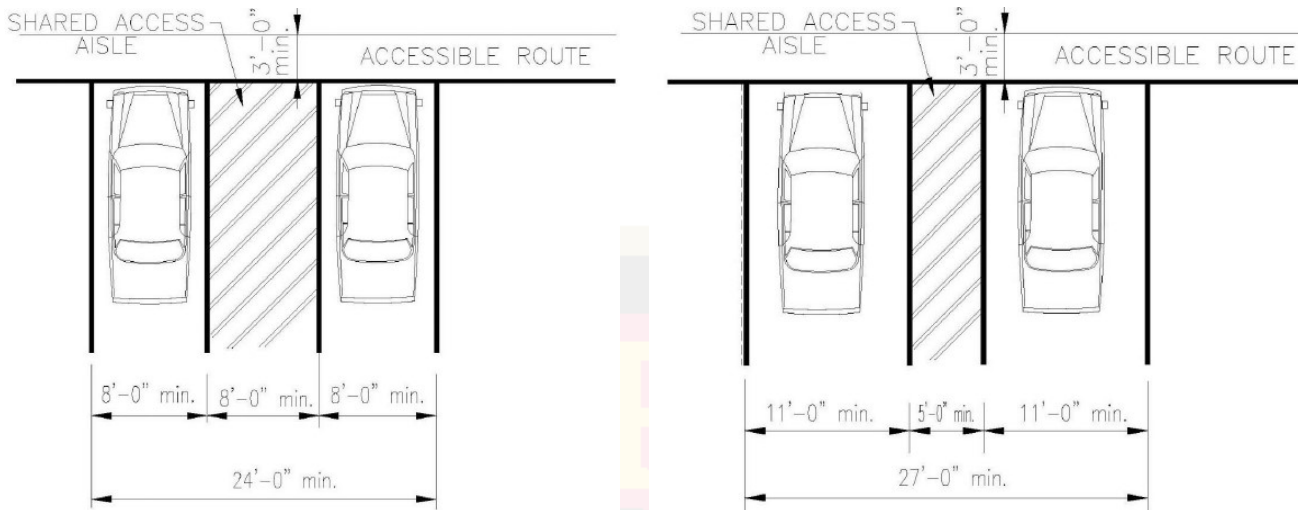 SHARED ACCESS
AISLE
3'-0"
min.
ACCESSIBLE ROUTE
8'-0" min.
8'-0" min.
8'-0" min.
24'-0" min.
SHARED ACCESS
AISLE
3'-0"
min.
ACCESSIBLE ROUTE
11'-0" min.
5'-0" min.
11'-0" min.
27'-0" min.